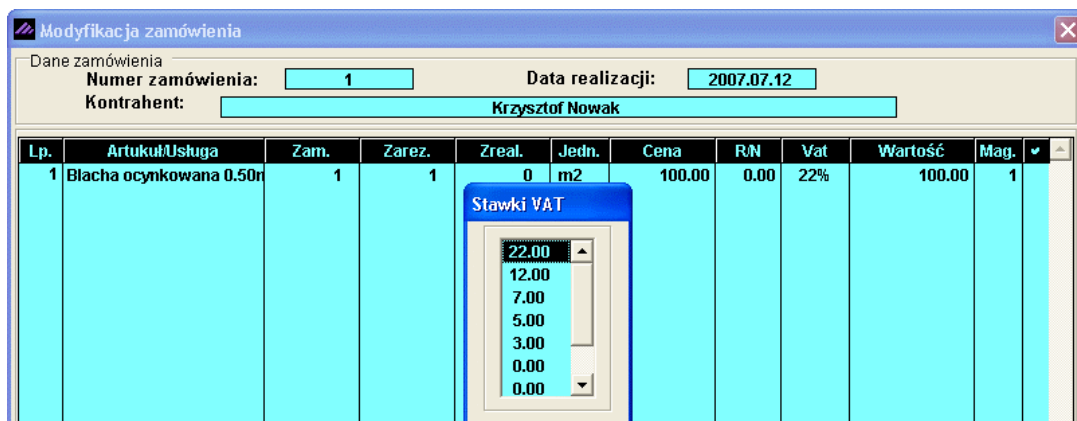 Modyfikacja zamówienia
Dane zamówienia
Numer zamówienia: 1 Data realizacji: 2007.07.12
Kontrahent: Krzysztof Nowak
Lp. Artukuł/Usługa Zam. Zarez. Zreal. Jedn. Cena R/N Vat Wartość Mag.
1 Blacha ocynkowana 0.50m 1 1 0 m2 100.00 0.00 22% 100.00 1
Stawki VAT
22.00
12.00
7.00
5.00
3.00
0.00
0.00